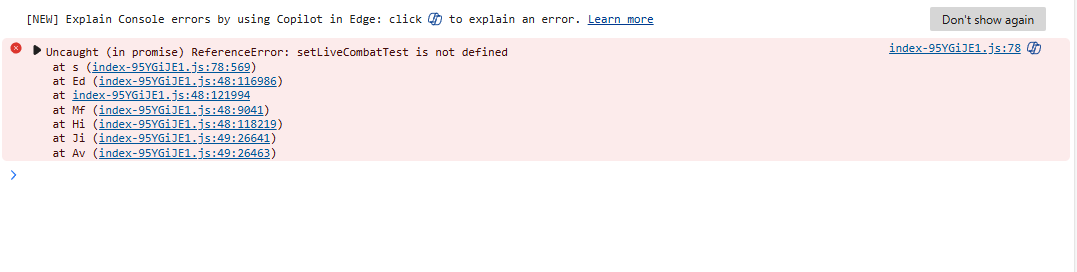 [NEW] Explain Console errors by using Copilot in Edge: click to explain an error. Learn more Don't show again
Uncaught (in promise) ReferenceError: setLiveCombatTest is not defined index-95YGiJE1.js:78
at s (index-95YGiJE1.js:78:569)
at Ed (index-95YGiJE1.js:48:116986)
at index-95YGiJE1.js:48:121994
at Mf (index-95YGiJE1.js:48:9041)
at Hi (index-95YGiJE1.js:48:118219)
at Ji (index-95YGiJE1.js:49:26641)
at Av (index-95YGiJE1.js:49:26463)